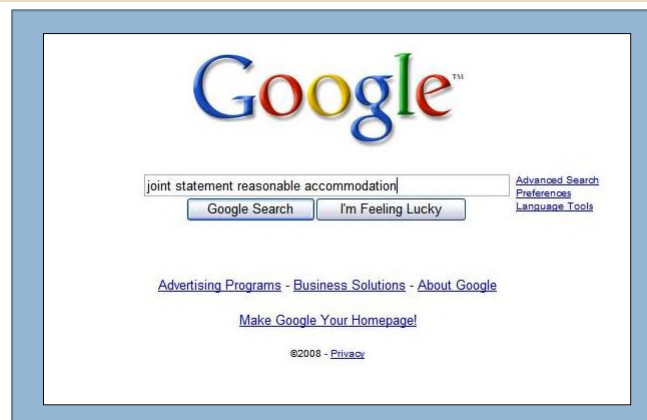 Google™
joint statement reasonable accommodation
Google Search I'm Feeling Lucky
Advanced Search
Preferences
Language Tools
Advertising Programs - Business Solutions - About Google
Make Google Your Homepage!
©2008 - Privacy